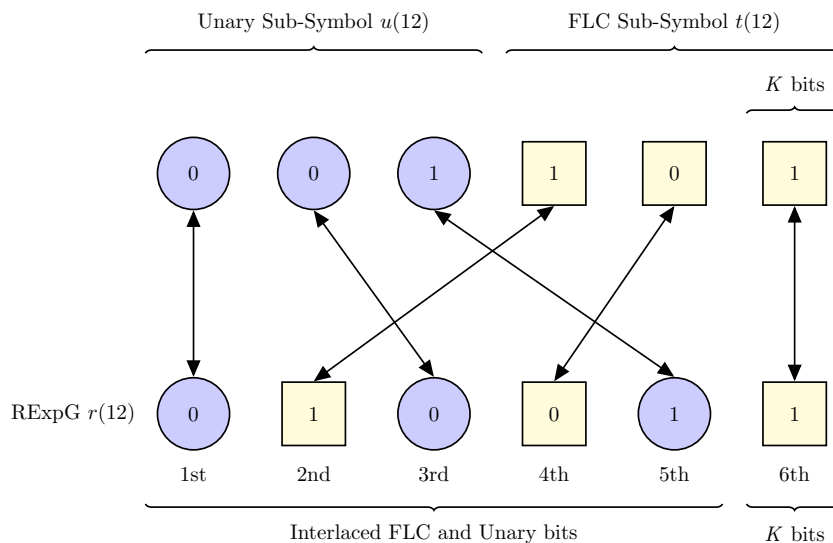 Unary Sub-Symbol u(12) FLC Sub-Symbol t(12)
K bits
0 0 1 1 0 1
RExpG r(12) 0 1 0 0 1 1
1st 2nd 3rd 4th 5th 6th
Interlaced FLC and Unary bits K bits